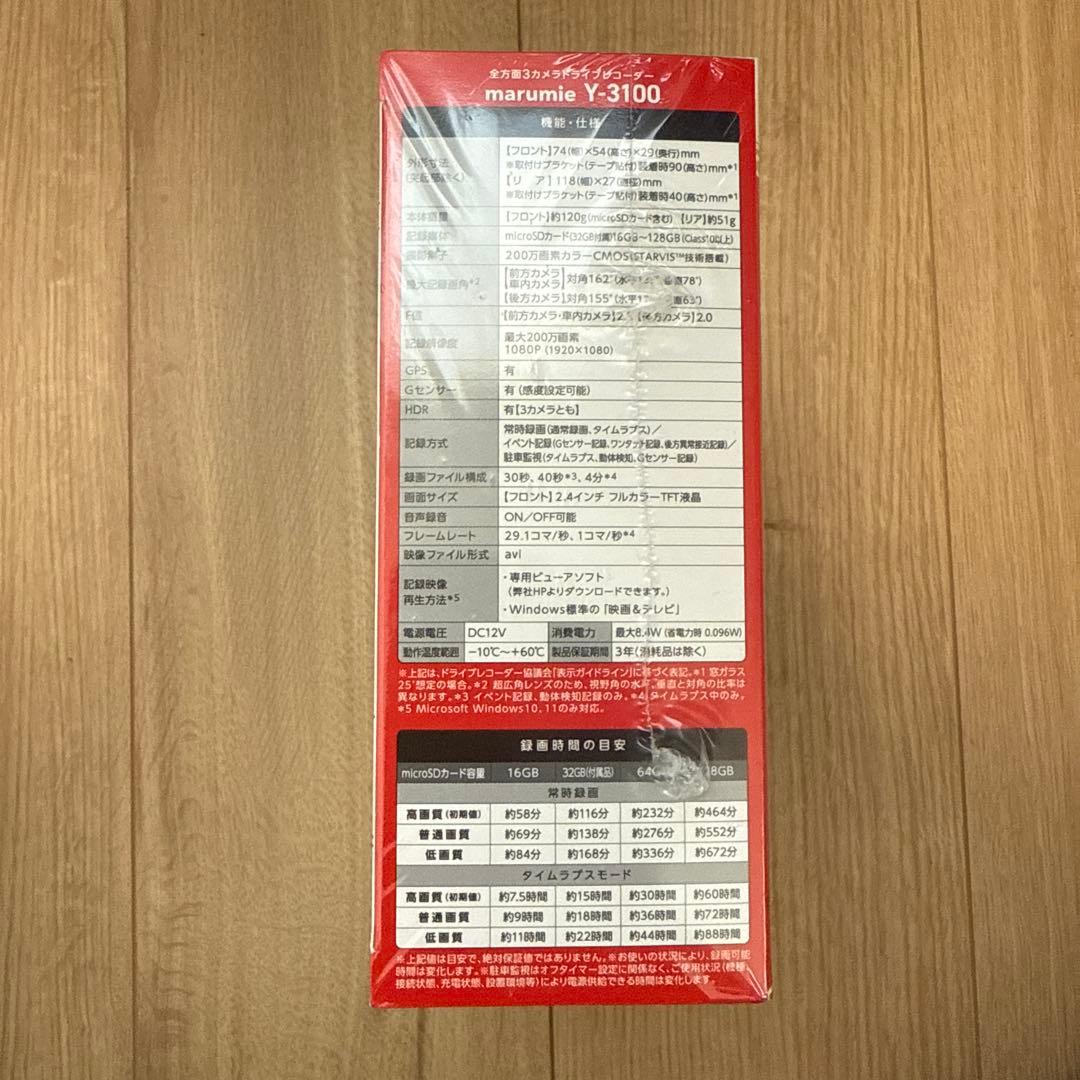 全方面3カメラドライブレコーダー
marumie Y-3100
機能・仕様
外形寸法
(突起部除く)
【フロント】74(幅)×54(高さ)×29(奥行)mm
※取付けブラケット(テープ貼付)装着時90(高さ)mm*1
【リ ア】118(幅)×27(直径)mm
※取付けブラケット(テープ貼付)装着時40(高さ)mm*1
本体重量 【フロント】約120g(microSDカード含む) 【リア】約51g
記録媒体 microSDカード(32GB付属)16GB～128GB(Class10以上)
撮影素子 200万画素カラーCMOS(STARVIS™技術搭載)
最大記録画角*2
【前方カメラ
車内カメラ】対角162°(水平 垂直78°)
【後方カメラ】対角155°(水平 直63°)
F値 【前方カメラ・車内カメラ】2. 【後方カメラ】2.0
記録解像度
最大200万画素
1080P (1920×1080)
GPS 有
Gセンサー 有(感度設定可能)
HDR 有【3カメラとも】
記録方式
常時録画(通常録画、タイムラプス)／
イベント記録(Gセンサー記録、ワンタッチ記録、後方異常接近記録)／
駐車監視(タイムラプス、動体検知、Gセンサー記録)
録画ファイル構成 30秒、40秒*3、4分*4
画面サイズ 【フロント】2.4インチ フルカラーTFT液晶
音声録音 ON／OFF可能
フレームレート 29.1コマ/秒、1コマ/秒*4
映像ファイル形式 avi
記録映像
再生方法*5
・専用ビューアソフト
(弊社HPよりダウンロードできます。)
・Windows標準の「映画&テレビ」
電源電圧 DC12V 消費電力 最大8.4W(省電力時 0.096W)
動作温度範囲 −10℃～+60℃ 製品保証期間 3年(消耗品は除く)
※上記は、ドライブレコーダー協議会「表示ガイドライン」に基づく表記。*1 窓ガラス
25°想定の場合。*2 超広角レンズのため、視野角の水平、垂直と対角の比率は
異なります。*3 イベント記録、動体検知記録のみ。*4 タイムラプス中のみ。
*5 Microsoft Windows10、11のみ対応。
録画時間の目安
microSDカード容量 16GB 32GB(付属品) 64 8GB
常時録画
高画質(初期値) 約58分 約116分 約232分 約464分
普通画質 約69分 約138分 約276分 約552分
低画質 約84分 約168分 約336分 約672分
タイムラプスモード
高画質(初期値) 約7.5時間 約15時間 約30時間 約60時間
普通画質 約9時間 約18時間 約36時間 約72時間
低画質 約11時間 約22時間 約44時間 約88時間
※上記値は目安で、絶対保証値ではありません。※お使いの状況により、録画可能
時間は変化します。※駐車監視はオフタイマー設定に関係なく、ご使用状況(機種、
接続状態、充電状態、設置環境等)により電源供給できる時間は変化します。